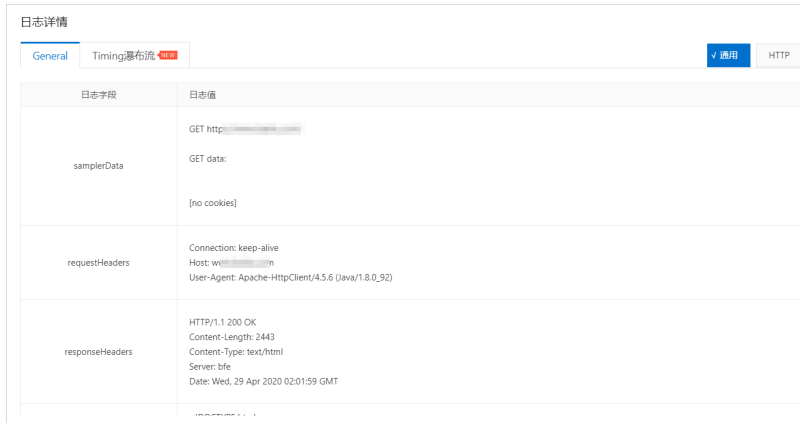 日志详情
General
Timing瀑布流 NEW
√ 通用
HTTP
日志字段
日志值
samplerData
GET http
GET data:
[no cookies]
requestHeaders
Connection: keep-alive
Host:
User-Agent: Apache-HttpClient/4.5.6 (Java/1.8.0_92)
responseHeaders
HTTP/1.1 200 OK
Content-Length: 2443
Content-Type: text/html
Server: bfe
Date: Wed, 29 Apr 2020 02:01:59 GMT